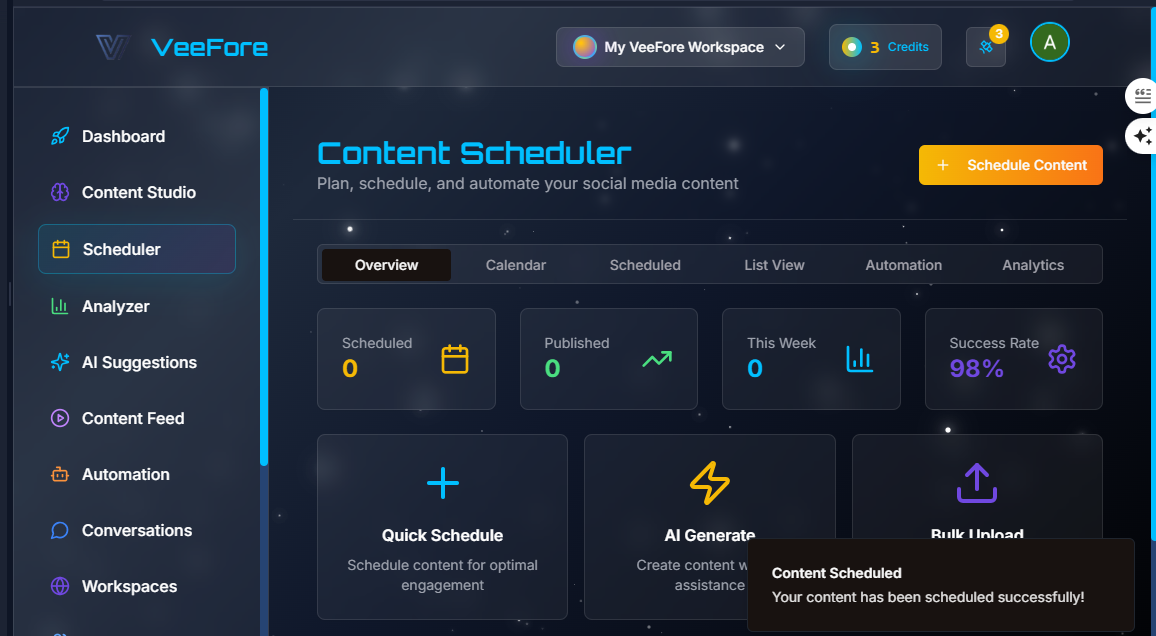 VeeFore
My VeeFore Workspace
3 Credits
3
A
Dashboard
Content Studio
Scheduler
Analyzer
AI Suggestions
Content Feed
Automation
Conversations
Workspaces
Content Scheduler
Plan, schedule, and automate your social media content
+ Schedule Content
Overview
Calendar
Scheduled
List View
Automation
Analytics
Scheduled
0
Published
0
This Week
0
Success Rate
98%
Quick Schedule
Schedule content for optimal
engagement
AI Generate
Create content w
assistance
Bulk Upload
Content Scheduled
Your content has been scheduled successfully!